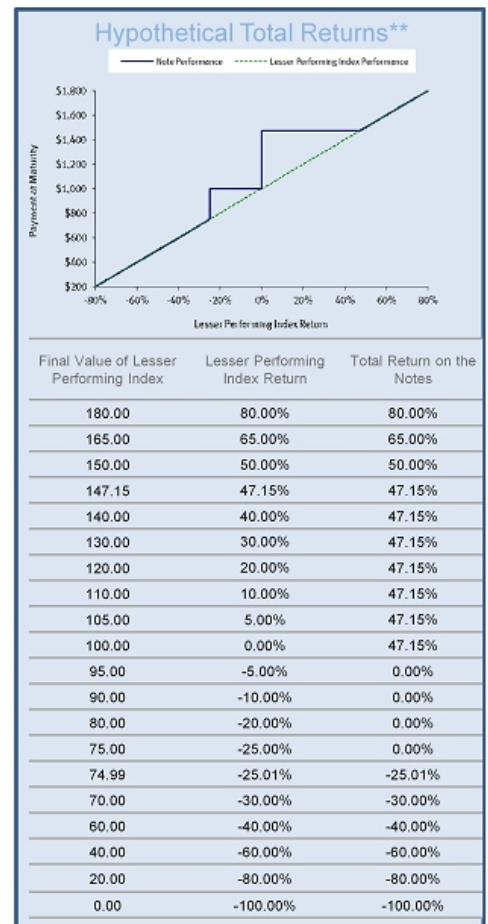 Hypothetical Total Returns**
Note Performance Lesser Performing Index Performance
$1,800
$1,600
$1,400
$1,200
$1,000
$800
$600
$400
$200
Payment at Maturity
-80% -60% -40% -20% 0% 20% 40% 60% 80%
Lesser Performing Index Return
Final Value of Lesser Performing Index Lesser Performing Index Return Total Return on the Notes
180.00 80.00% 80.00%
165.00 65.00% 65.00%
150.00 50.00% 50.00%
147.15 47.15% 47.15%
140.00 40.00% 47.15%
130.00 30.00% 47.15%
120.00 20.00% 47.15%
110.00 10.00% 47.15%
105.00 5.00% 47.15%
100.00 0.00% 47.15%
95.00 -5.00% 0.00%
90.00 -10.00% 0.00%
80.00 -20.00% 0.00%
75.00 -25.00% 0.00%
74.99 -25.01% -25.01%
70.00 -30.00% -30.00%
60.00 -40.00% -40.00%
40.00 -60.00% -60.00%
20.00 -80.00% -80.00%
0.00 -100.00% -100.00%